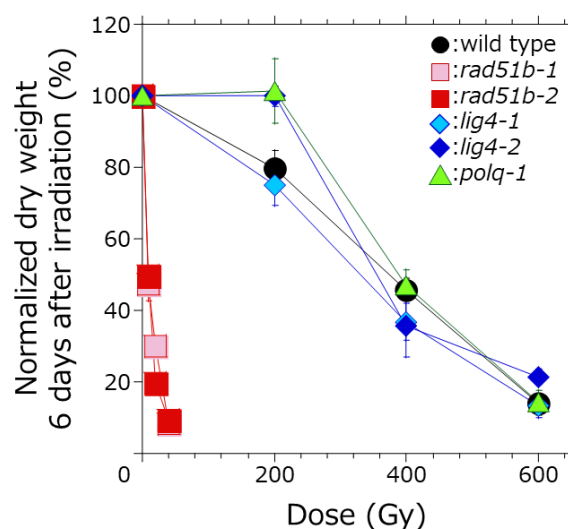 Normalized dry weight
6 days after irradiation (%)
120
100
80
60
40
20
0
200
400
600
Dose (Gy)
:wild type
:rad51b-1
:rad51b-2
:lig4-1
:lig4-2
:polq-1